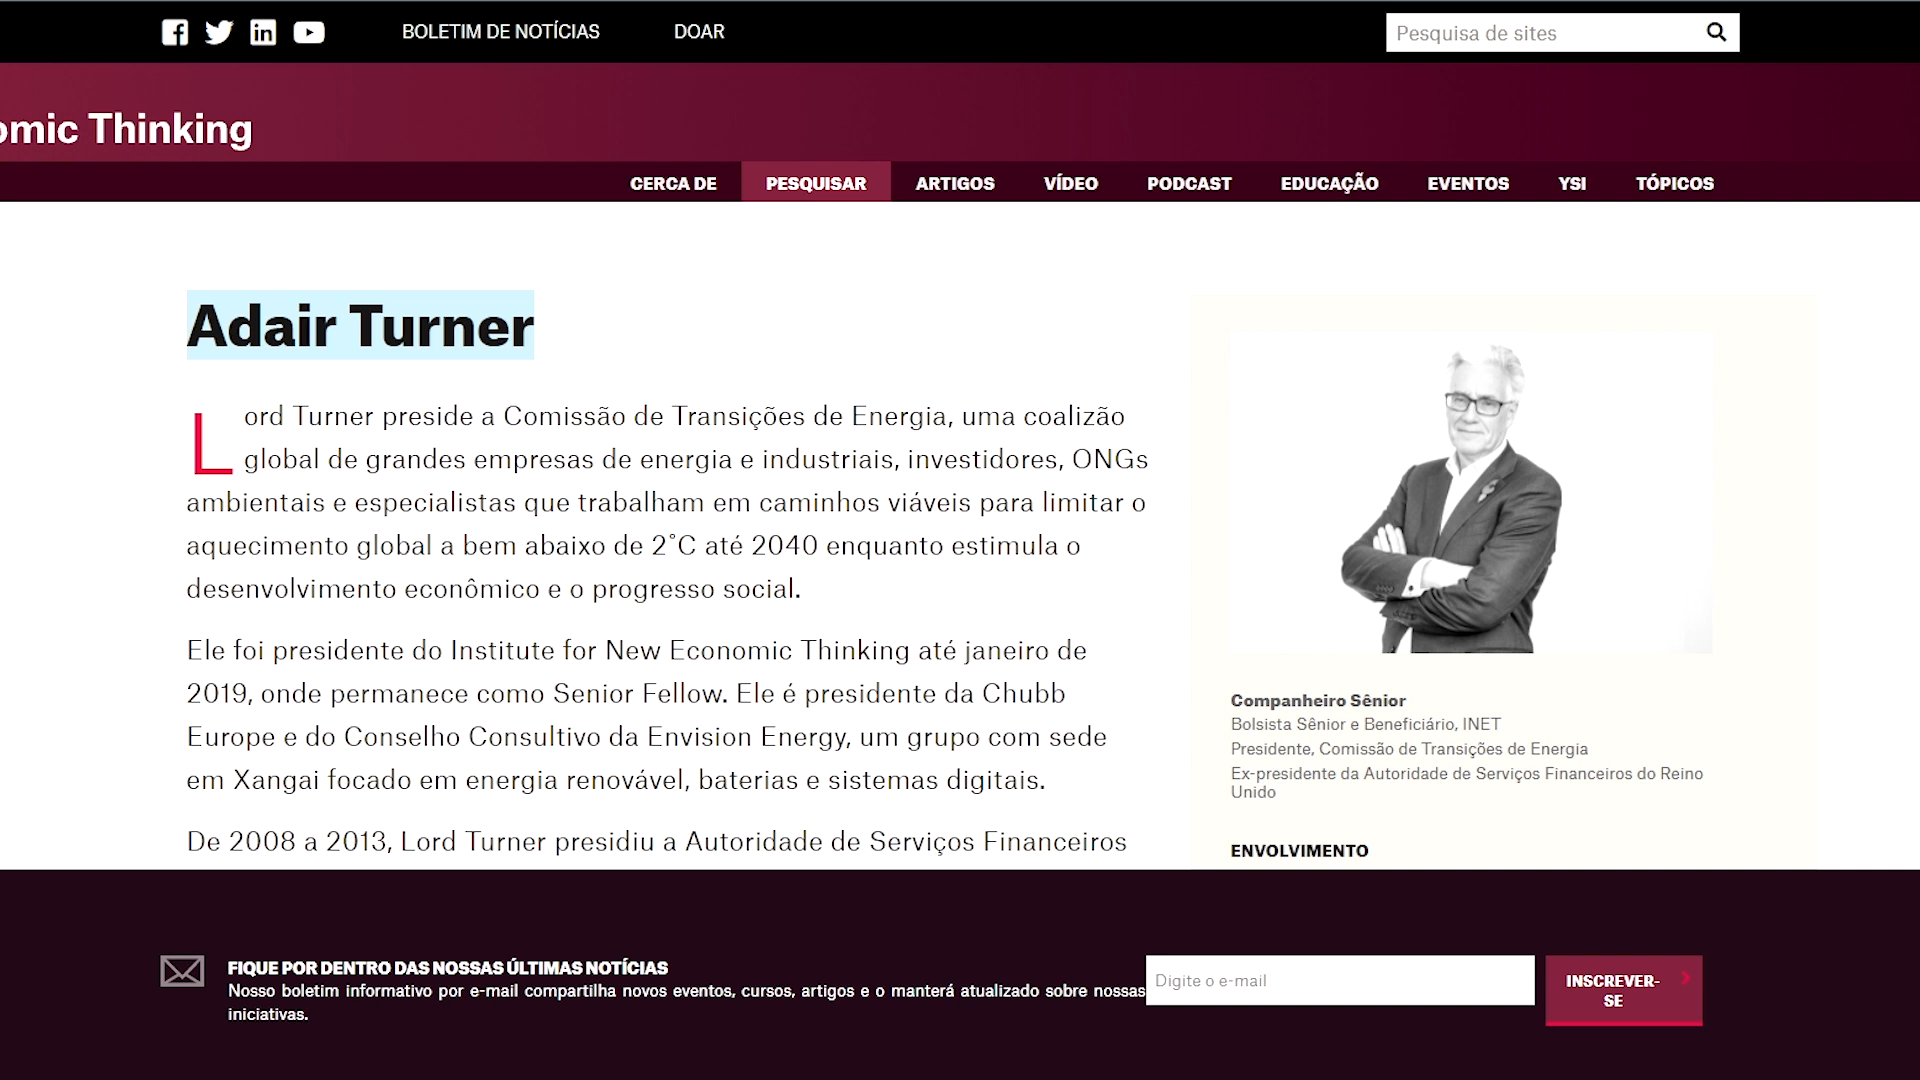 BOLETIM DE NOTÍCIAS
DOAR
Pesquisa de sites
omic Thinking
CERCA DE
PESQUISAR
ARTIGOS
VÍDEO
PODCAST
EDUCAÇÃO
EVENTOS
YSI
TÓPICOS
Adair Turner
Lord Turner preside a Comissão de Transições de Energia, uma coalizão
global de grandes empresas de energia e industriais, investidores, ONGs
ambientais e especialistas que trabalham em caminhos viáveis para limitar o
aquecimento global a bem abaixo de 2˚C até 2040 enquanto estimula o
desenvolvimento econômico e o progresso social.
Ele foi presidente do Institute for New Economic Thinking até janeiro de
2019, onde permanece como Senior Fellow. Ele é presidente da Chubb
Europe e do Conselho Consultivo da Envision Energy, um grupo com sede
em Xangai focado em energia renovável, baterias e sistemas digitais.
De 2008 a 2013, Lord Turner presidiu a Autoridade de Serviços Financeiros
Companheiro Sênior
Bolsista Sênior e Beneficiário, INET
Presidente, Comissão de Transições de Energia
Ex-presidente da Autoridade de Serviços Financeiros do Reino
Unido
ENVOLVIMENTO
FIQUE POR DENTRO DAS NOSSAS ÚLTIMAS NOTÍCIAS
Nosso boletim informativo por e-mail compartilha novos eventos, cursos, artigos e o manterá atualizado sobre nossas
iniciativas.
Digite o e-mail
INSCREVER-
SE